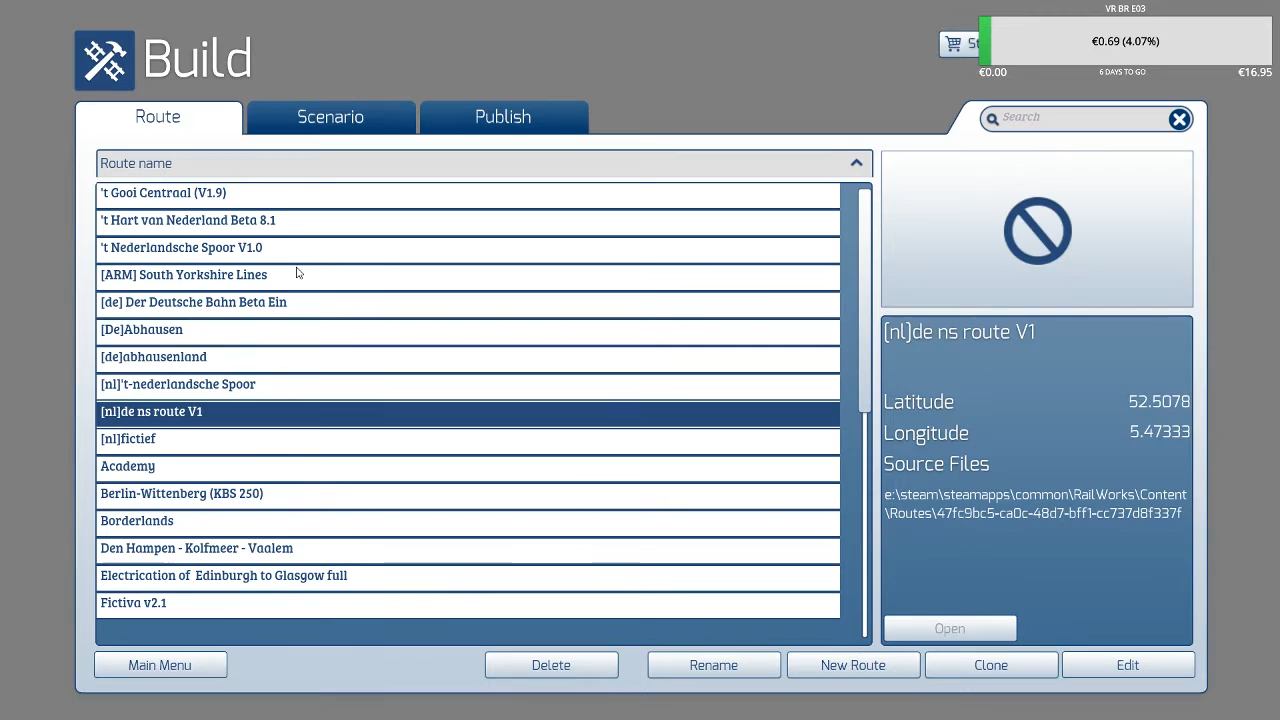 VR BR E03
Build
St
€0.69 (4.07%)
€0.00
6 DAYS TO GO
€16.95
Route
Scenario
Publish
Search
Route name
't Gooi Centraal (V1.9)
't Hart van Nederland Beta 8.1
't Nederlandsche Spoor V1.0
[ARM] South Yorkshire Lines
[de] Der Deutsche Bahn Beta Ein
[De]Abhausen
[de]abhausenland
[nl]'t-nederlandsche Spoor
[nl]de ns route V1
[nl]fictief
Academy
Berlin-Wittenberg (KBS 250)
Borderlands
Den Hampen - Kolfmeer - Vaalem
Electrication of Edinburgh to Glasgow full
Fictiva v2.1
[nl]de ns route V1
Latitude 52.5078
Longitude 5.47333
Source Files
e:\steam\steamapps\common\RailWorks\Content
\Routes\47fc9bc5-ca0c-48d7-bff1-cc737d8f337f
Open
Main Menu
Delete
Rename
New Route
Clone
Edit